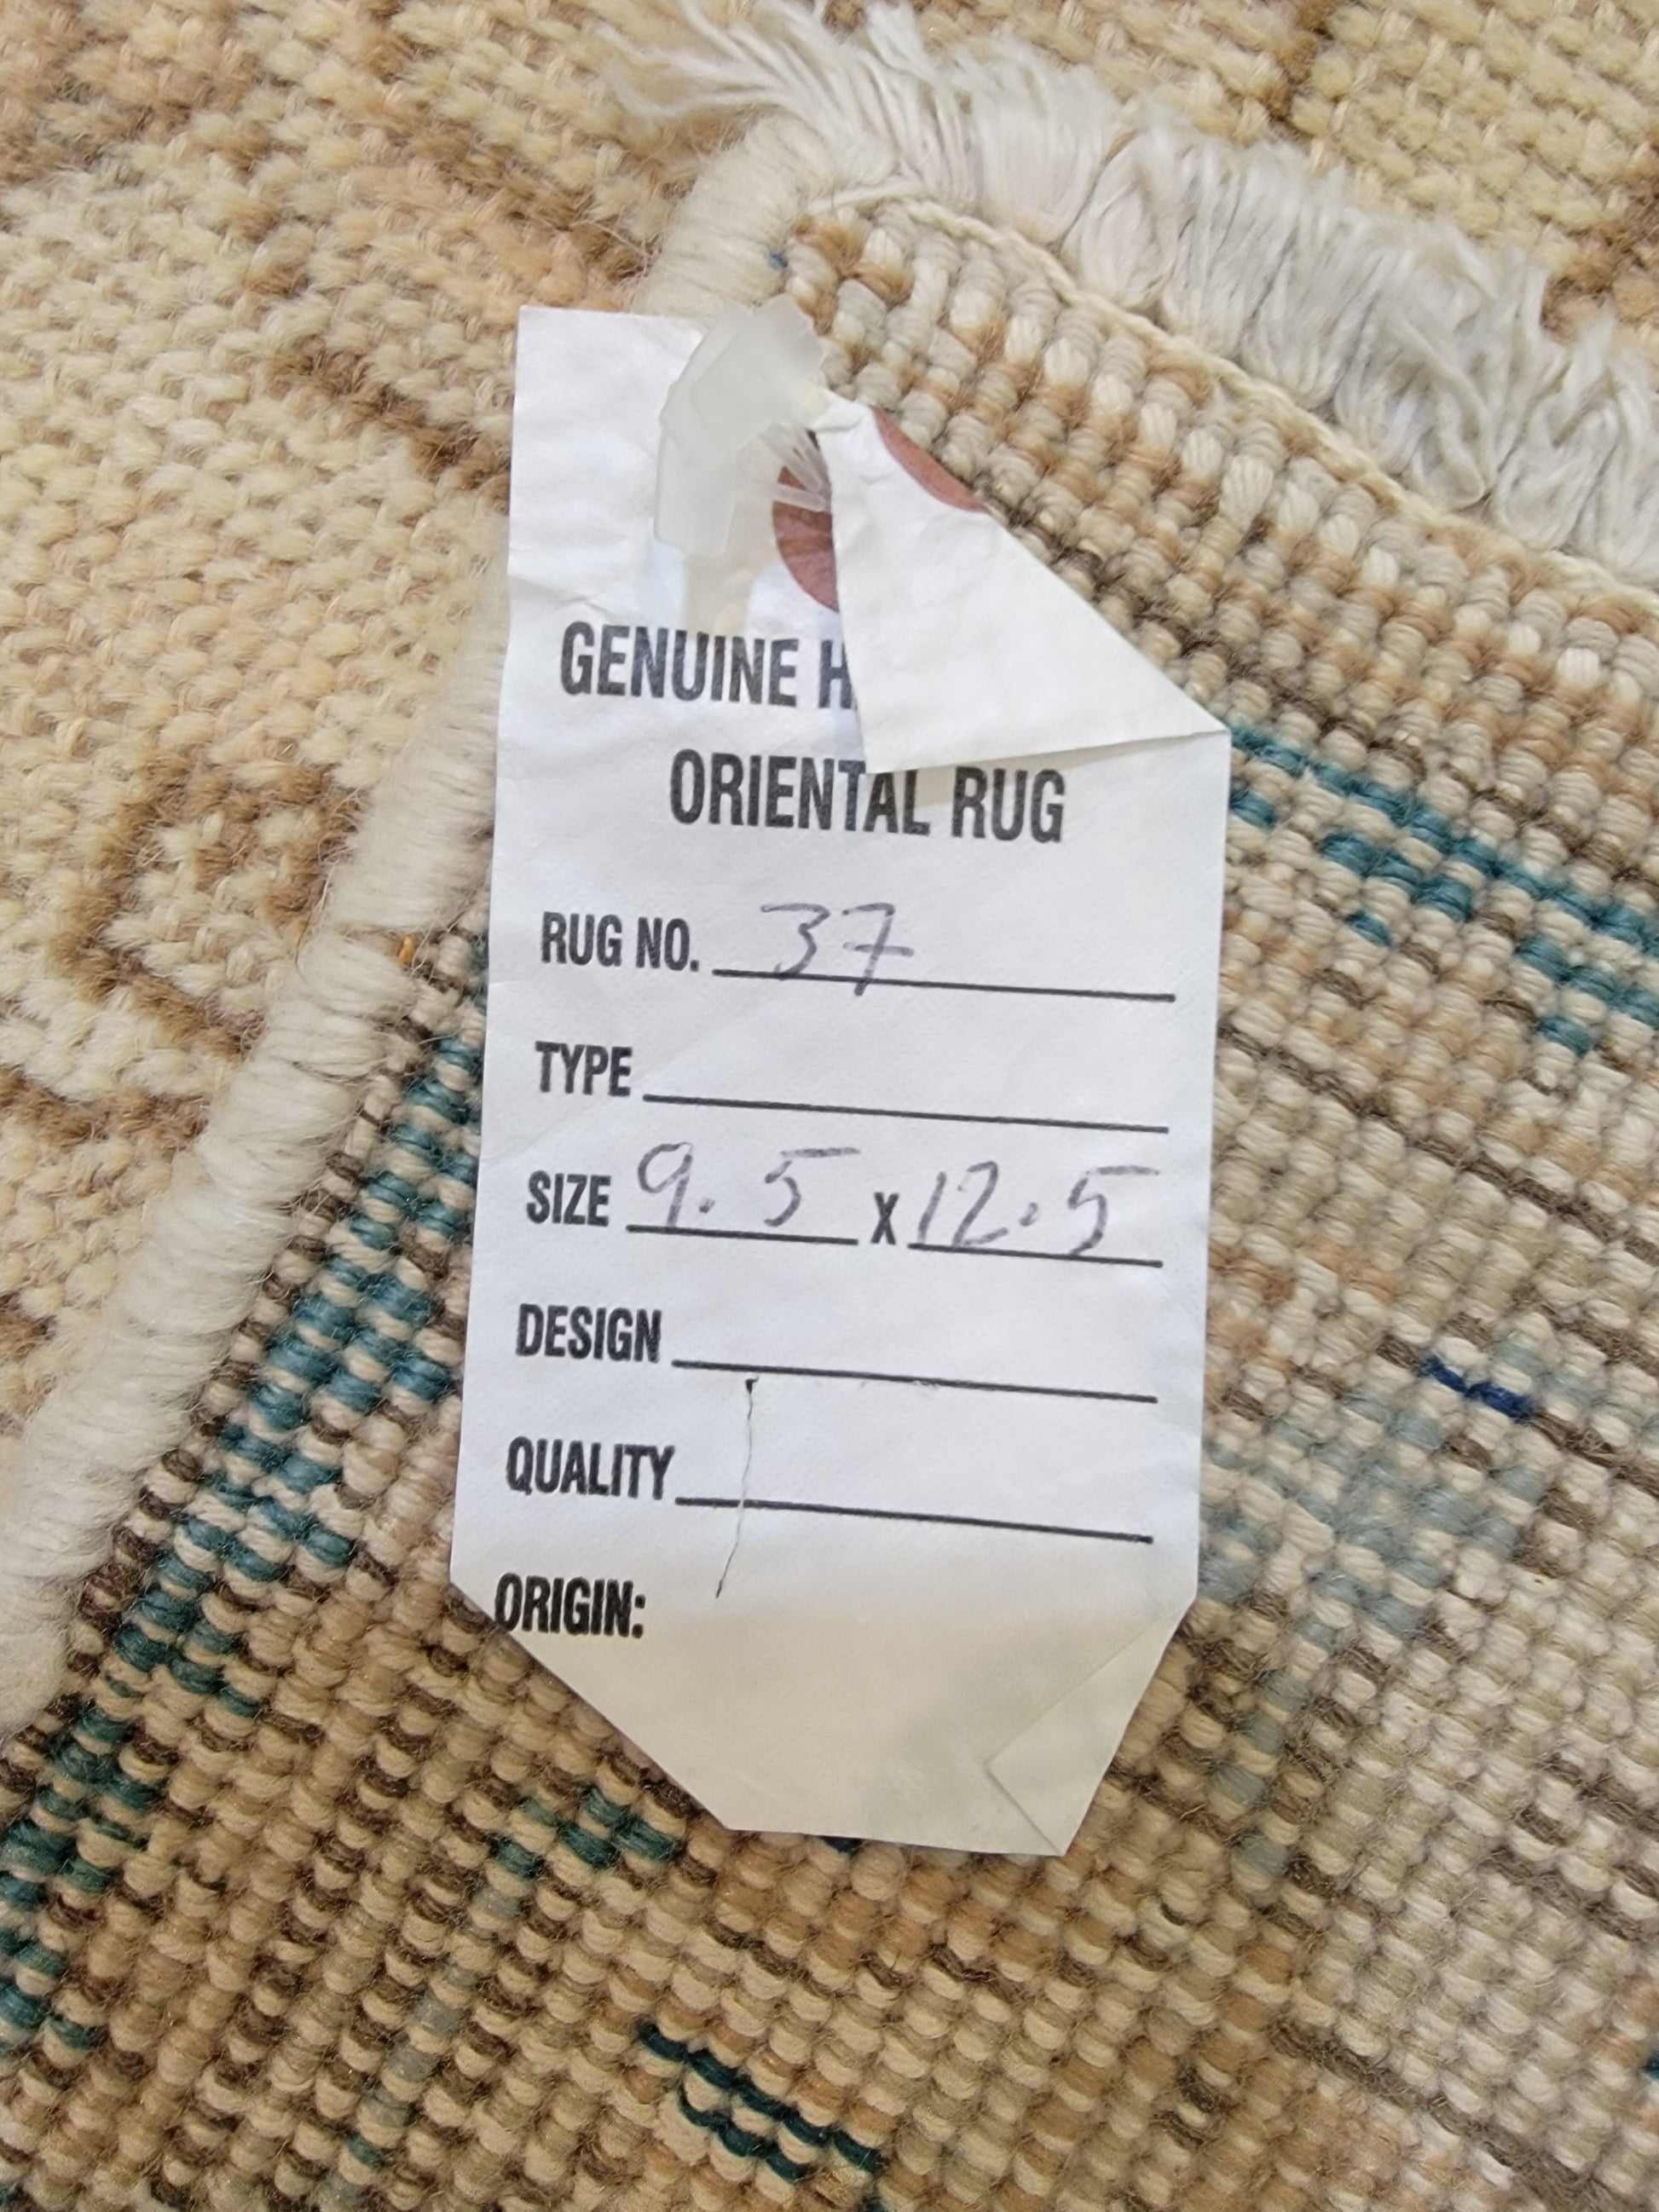 GENUINE H
ORIENTAL RUG
RUG NO. 37
TYPE
SIZE 9.5 X 12.5
DESIGN
QUALITY
ORIGIN: